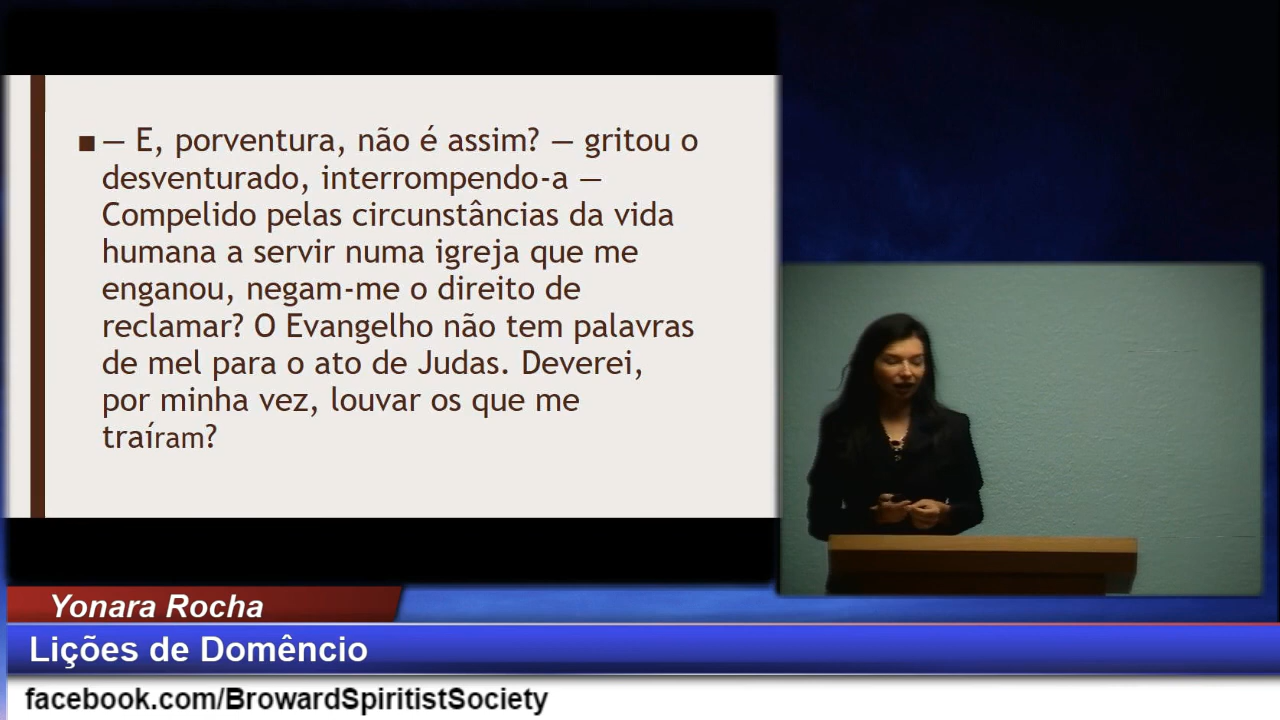 — E, porventura, não é assim? — gritou o
desventurado, interrompendo-a —
Compelido pelas circunstâncias da vida
humana a servir numa igreja que me
enganou, negam-me o direito de
reclamar? O Evangelho não tem palavras
de mel para o ato de Judas. Deverei,
por minha vez, louvar os que me
traíram?
Yonara Rocha
Lições de Domêncio
facebook.com/BrowardSpiritistSociety